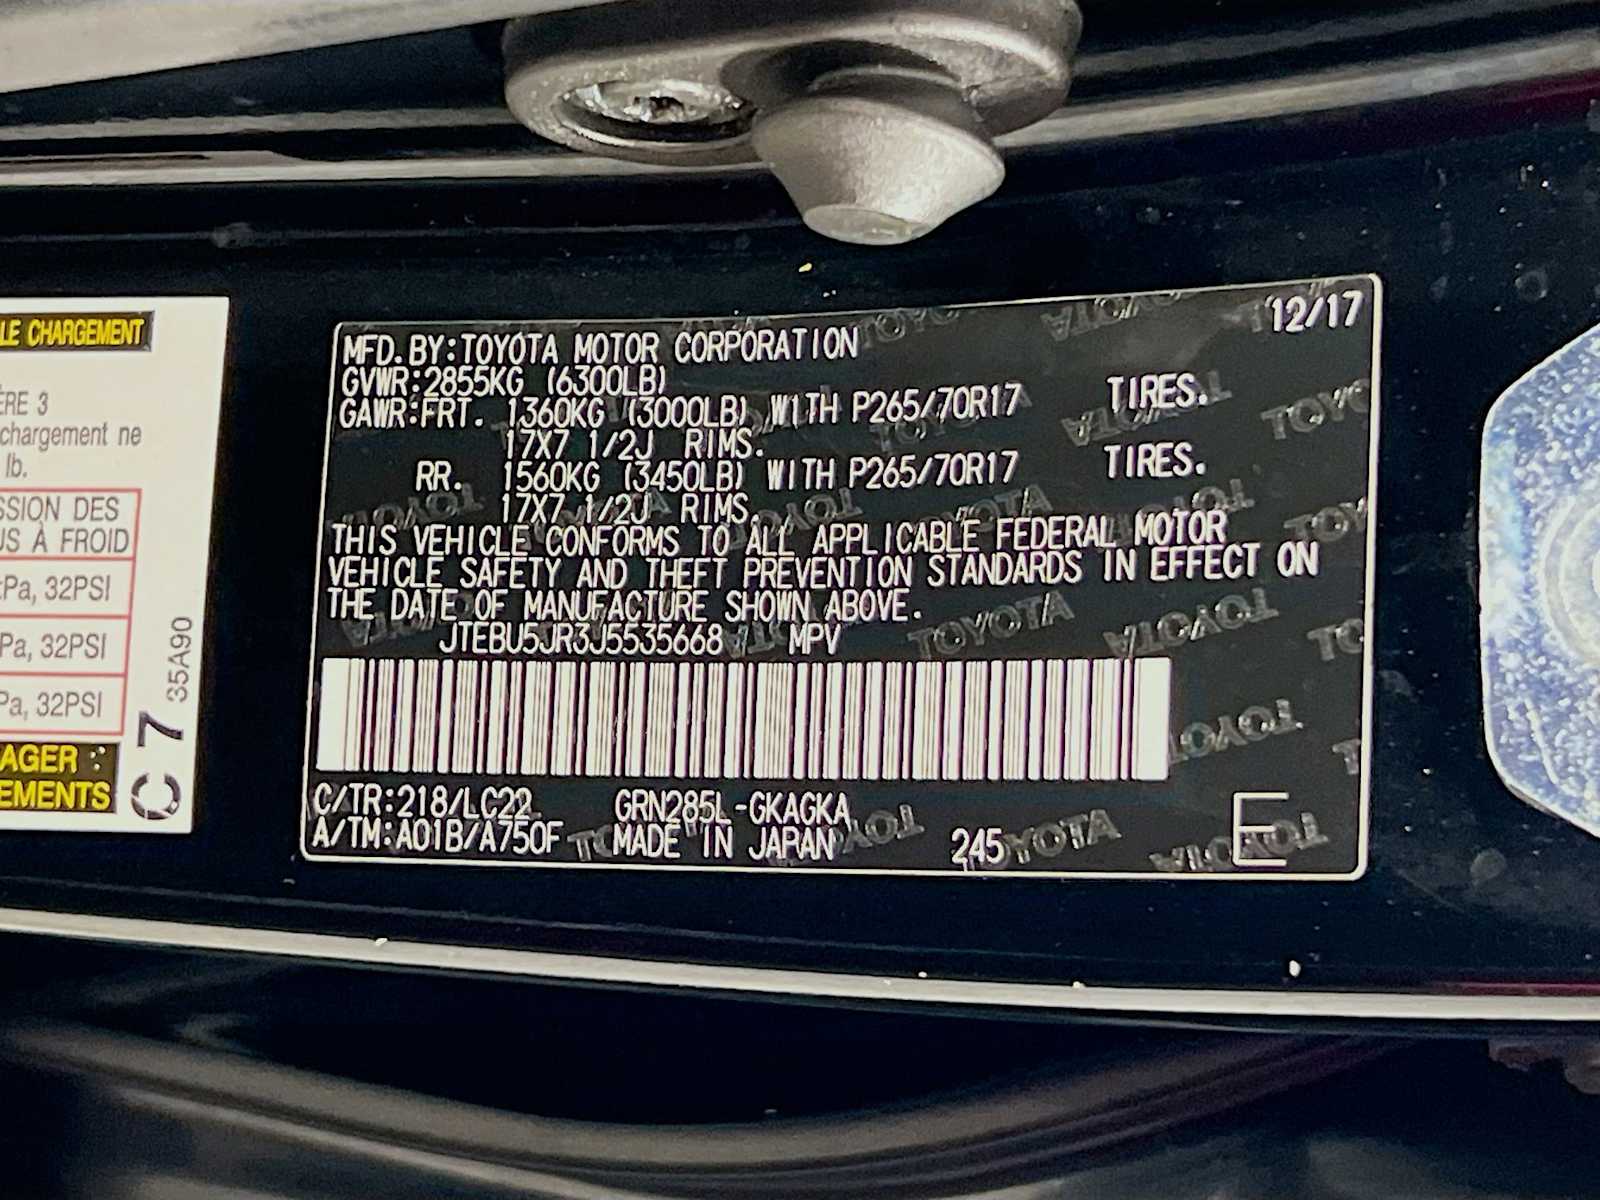 LE CHARGEMENT
ÈRE 3
chargement ne
lb.
SSION DES
US À FROID
kPa, 32PSI
Pa, 32PSI
Pa, 32PSI
AGER
EMENTS
C 7
35A90
12/17
MFD. BY:TOYOTA MOTOR CORPORATION
GVWR:2855KG (6300LB)
GAWR:FRT. 1360KG (3000LB) WITH P265/70R17 TIRES.
17X7 1/2J RIMS.
RR. 1560KG (3450LB) WITH P265/70R17 TIRES.
17X7 1/2J RIMS.
THIS VEHICLE CONFORMS TO ALL APPLICABLE FEDERAL MOTOR
VEHICLE SAFETY AND THEFT PREVENTION STANDARDS IN EFFECT ON
THE DATE OF MANUFACTURE SHOWN ABOVE.
JTEBU5JR3J5535668 MPV
C/TR:218/LC22 GRN285L-GKAGKA
A/TM:A01B/A750F MADE IN JAPAN 245 E